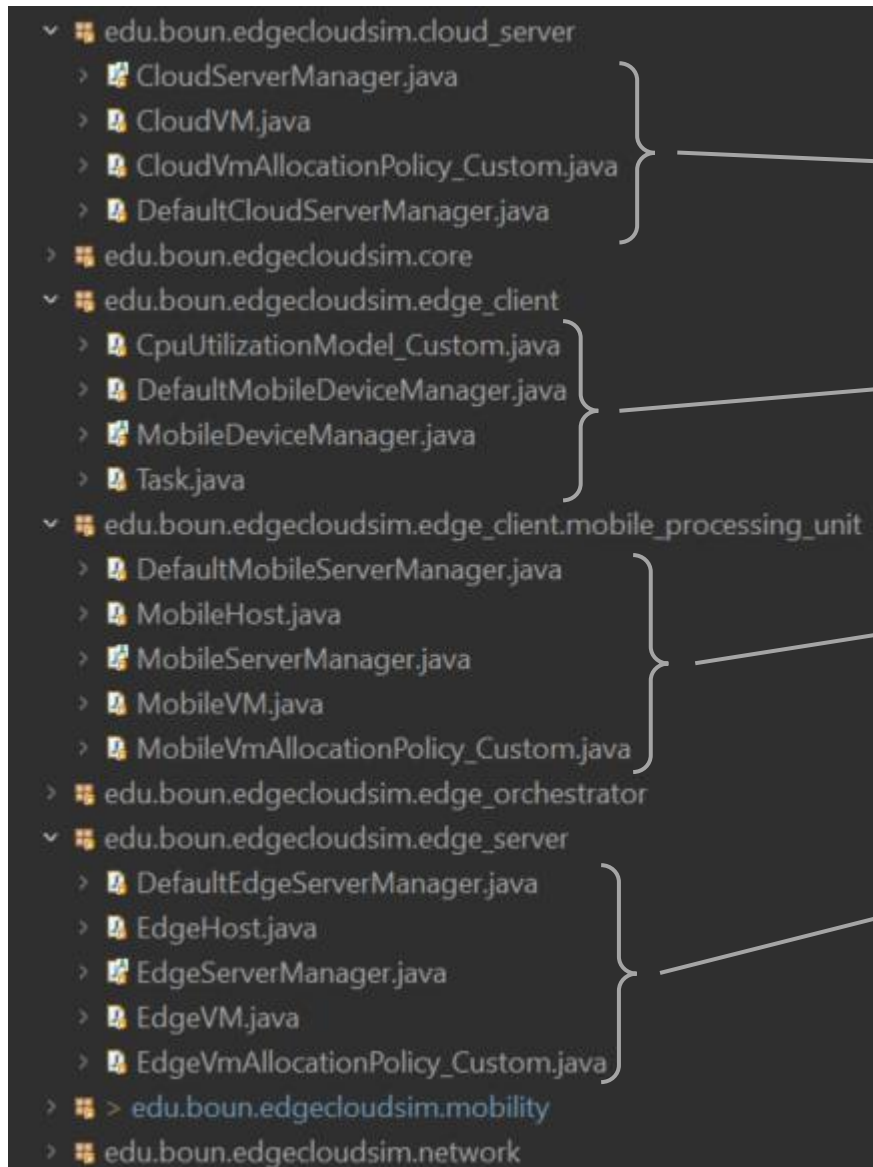 edu.boun.edgecloudsim.cloud_server
CloudServerManager.java
CloudVM.java
CloudVmAllocationPolicy_Custom.java
DefaultCloudServerManager.java
edu.boun.edgecloudsim.core
edu.boun.edgecloudsim.edge_client
CpuUtilizationModel_Custom.java
DefaultMobileDeviceManager.java
MobileDeviceManager.java
Task.java
edu.boun.edgecloudsim.edge_client.mobile_processing_unit
DefaultMobileServerManager.java
MobileHost.java
MobileServerManager.java
MobileVM.java
MobileVmAllocationPolicy_Custom.java
edu.boun.edgecloudsim.edge_orchestrator
edu.boun.edgecloudsim.edge_server
DefaultEdgeServerManager.java
EdgeHost.java
EdgeServerManager.java
EdgeVM.java
EdgeVmAllocationPolicy_Custom.java
> edu.boun.edgecloudsim.mobility
edu.boun.edgecloudsim.network